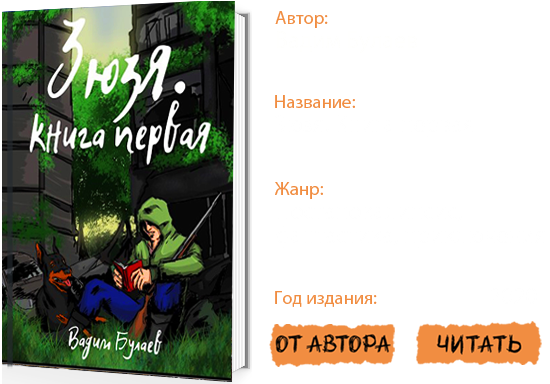 Зюзя.
книга первая
Вадим Булаев
Автор:
Название:
Жанр:
Год издания:
ОТ АВТОРА
ЧИТАТЬ